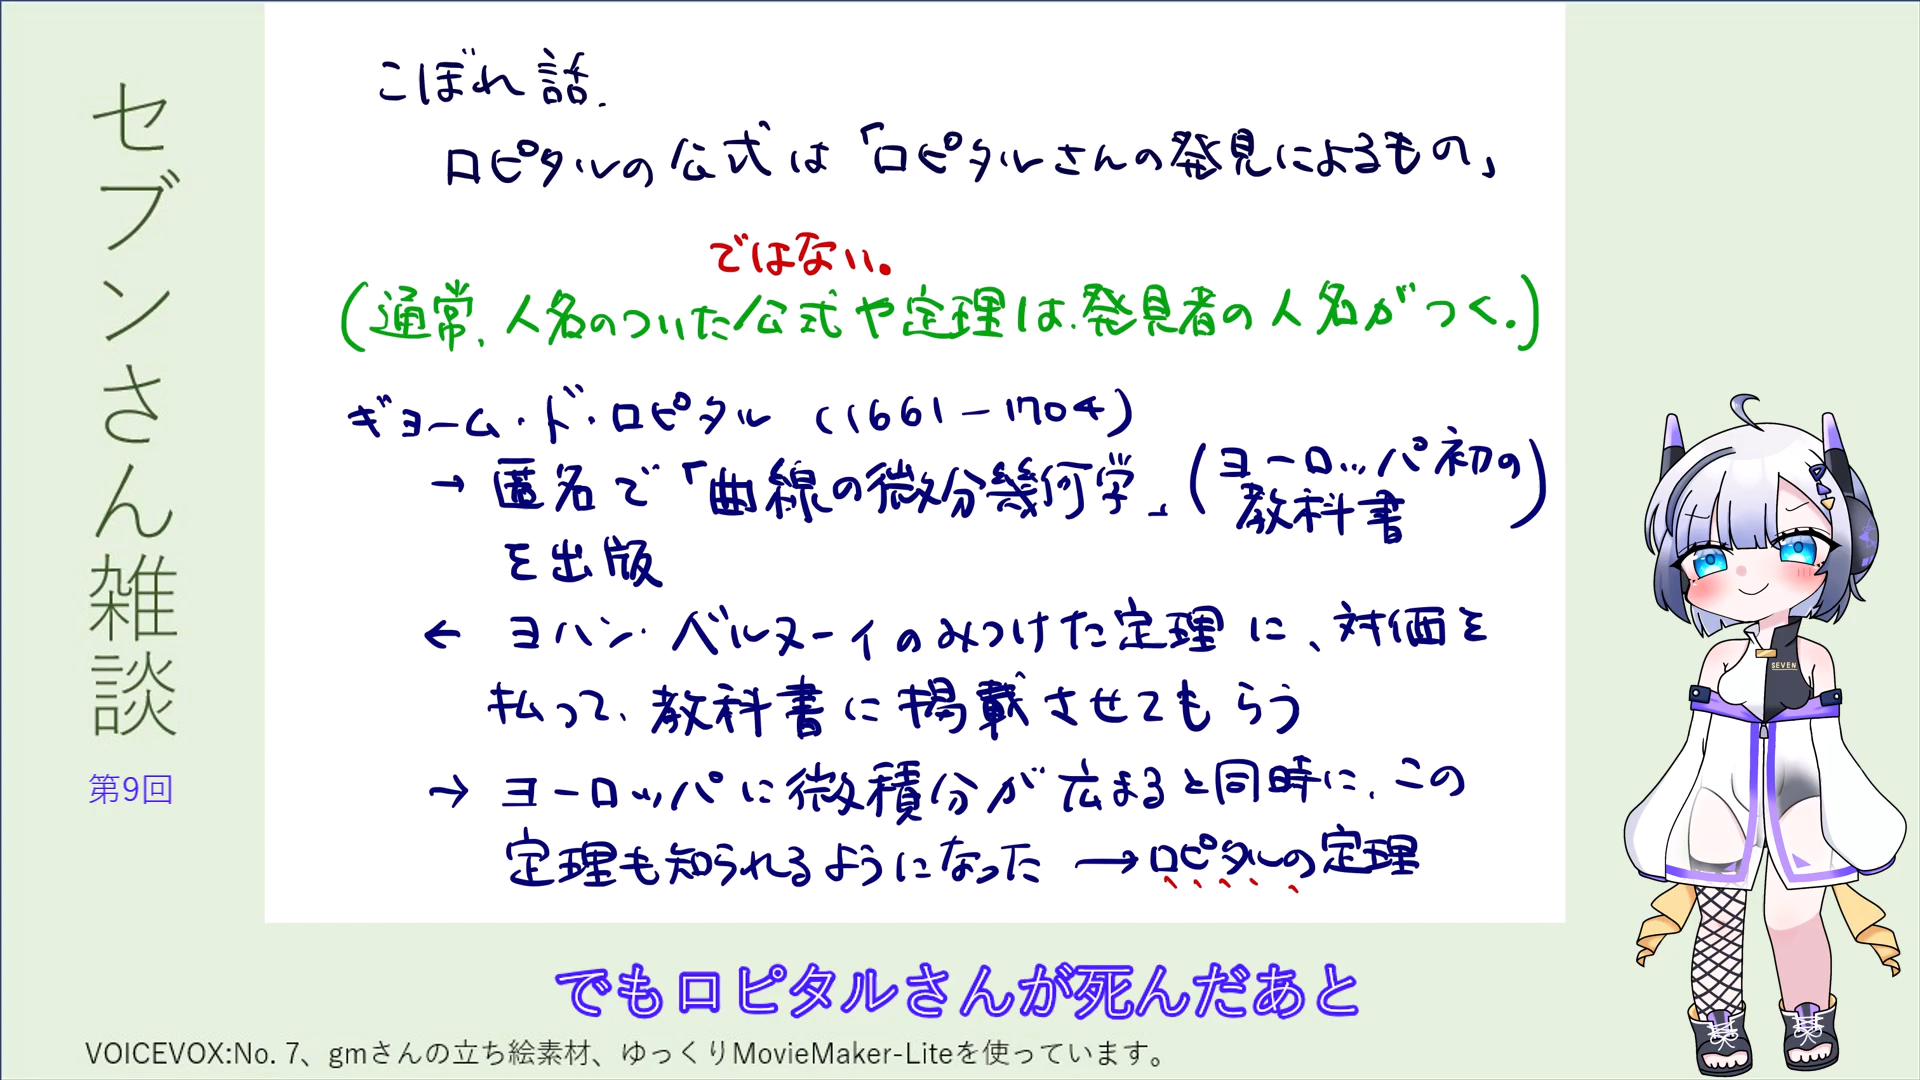 セブンさん雑談
第9回
こぼれ話.
ロピタルの公式は「ロピタルさんの発見によるもの」
ではない。
(通常、人名のついた公式や定理は、発見者の人名がつく.)
ギヨーム・ド・ロピタル (1661-1704)
→ 匿名で「曲線の微分幾何学」(ヨーロッパ初の教科書)
を出版
← ヨハン・ベルヌーイのみつけた定理に、対価を
払って、教科書に掲載させてもらう
→ ヨーロッパに微積分が広まると同時に、この
定理も知られるようになった → ロピタルの定理
SEVEN
でもロピタルさんが死んだあと
VOICEVOX:No. 7、gmさんの立ち絵素材、ゆっくりMovieMaker-Liteを使っています。